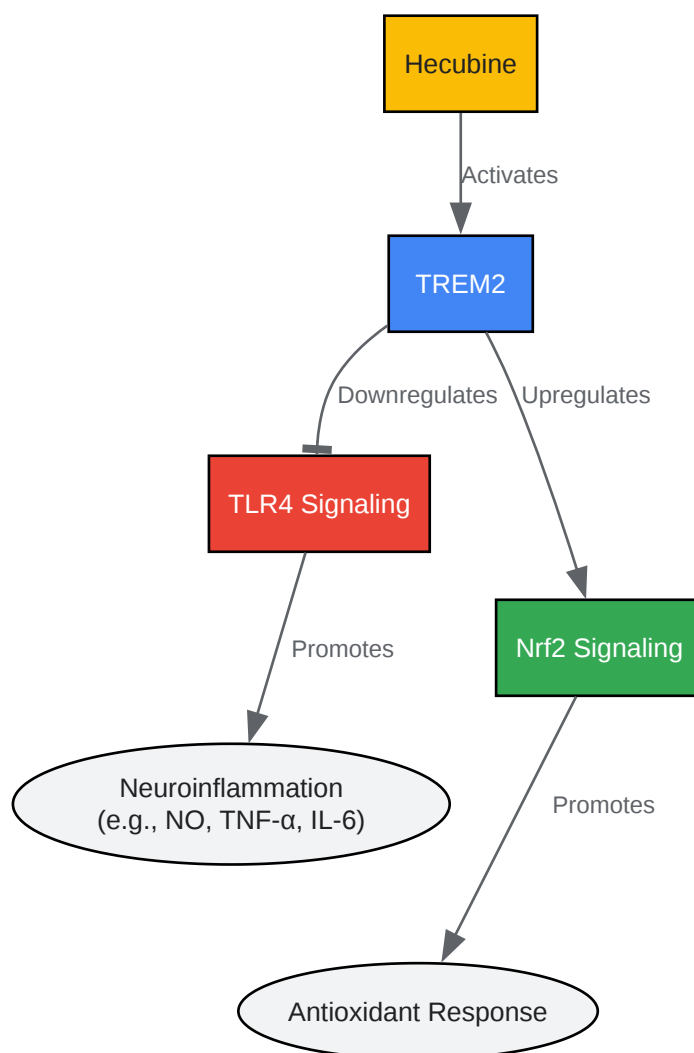 Hecubine
Activates
TREM2
Downregulates
Upregulates
TLR4 Signaling
Promotes
Nrf2 Signaling
Neuroinflammation
(e.g., NO, TNF-α, IL-6)
Promotes
Antioxidant Response